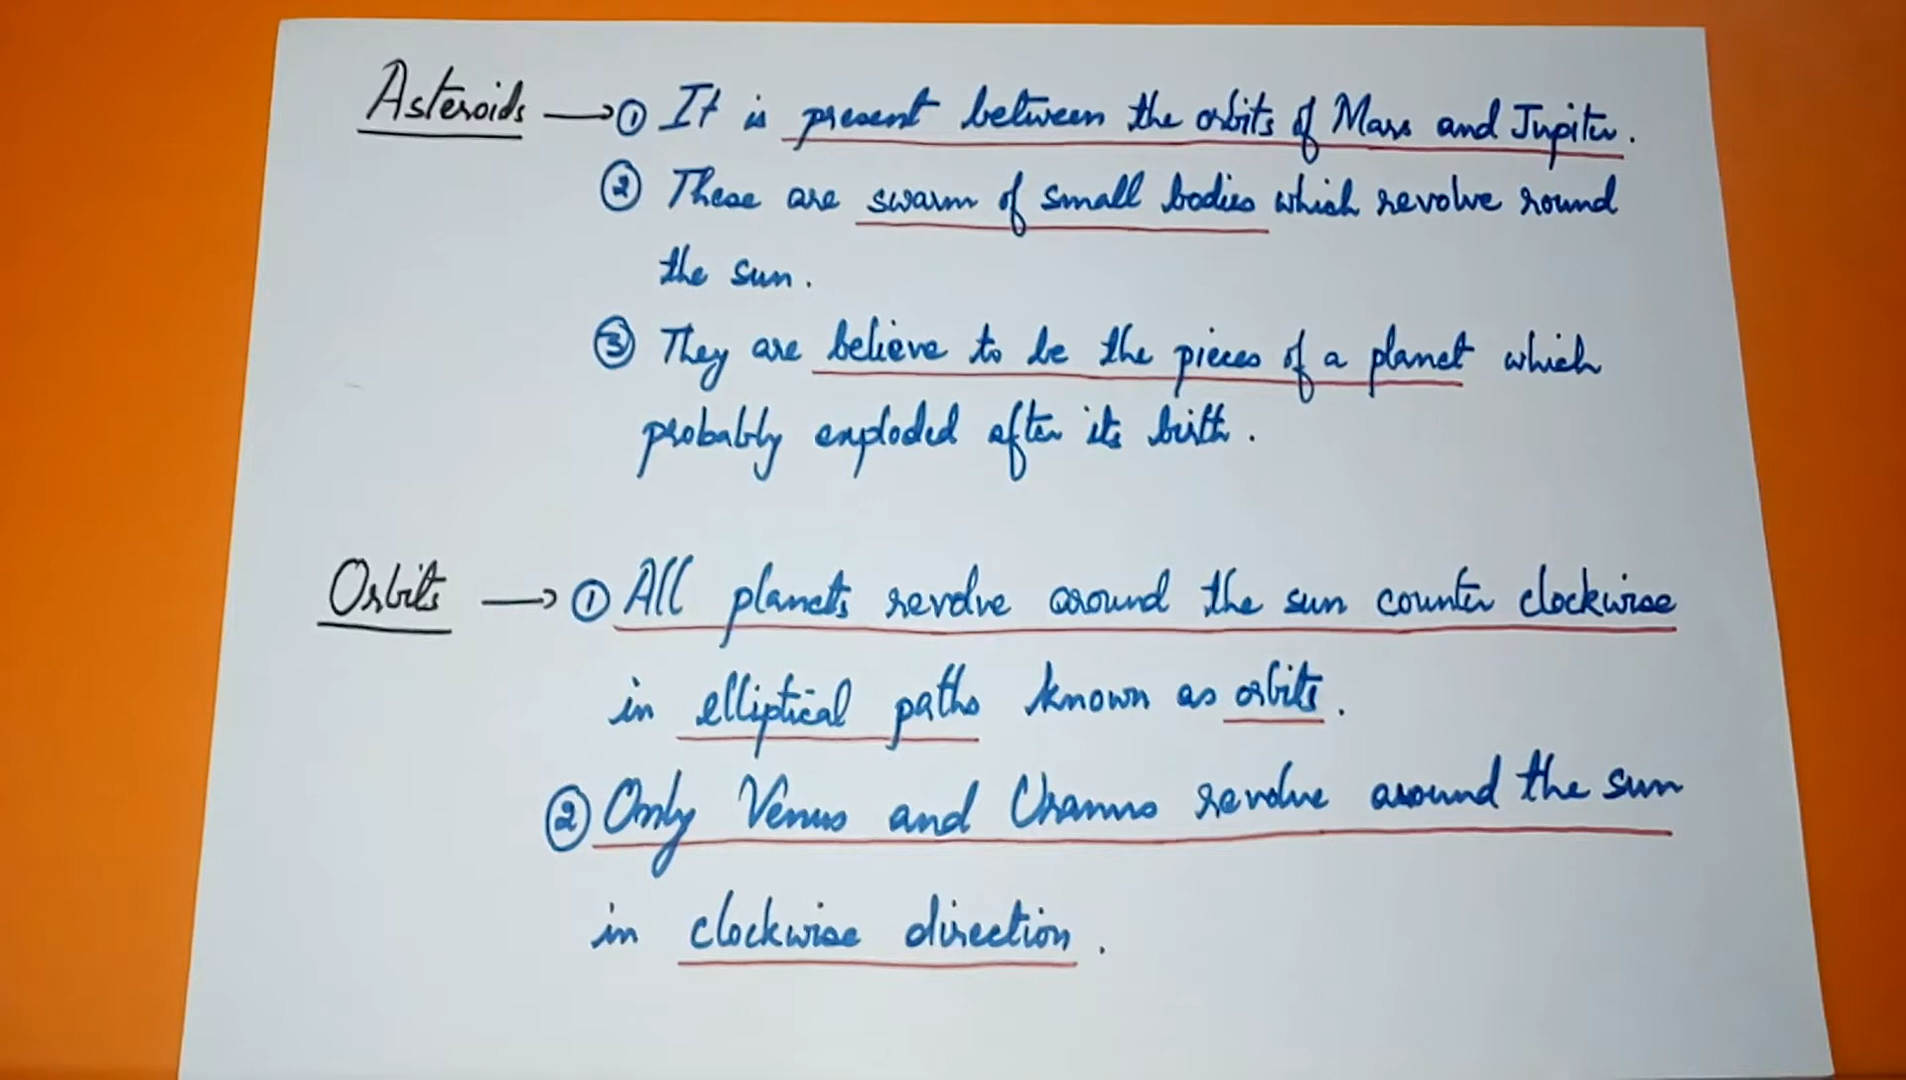 Asteroids → ① It is present between the orbits of Mars and Jupiter.
② These are swarm of small bodies which revolve round
the sun.
③ They are believe to be the pieces of a planet which
probably exploded after its birth.
Orbits → ① All planets revolve around the sun counter clockwise
in elliptical paths known as orbits.
② Only Venus and Uranus revolve around the sun
in clockwise direction.